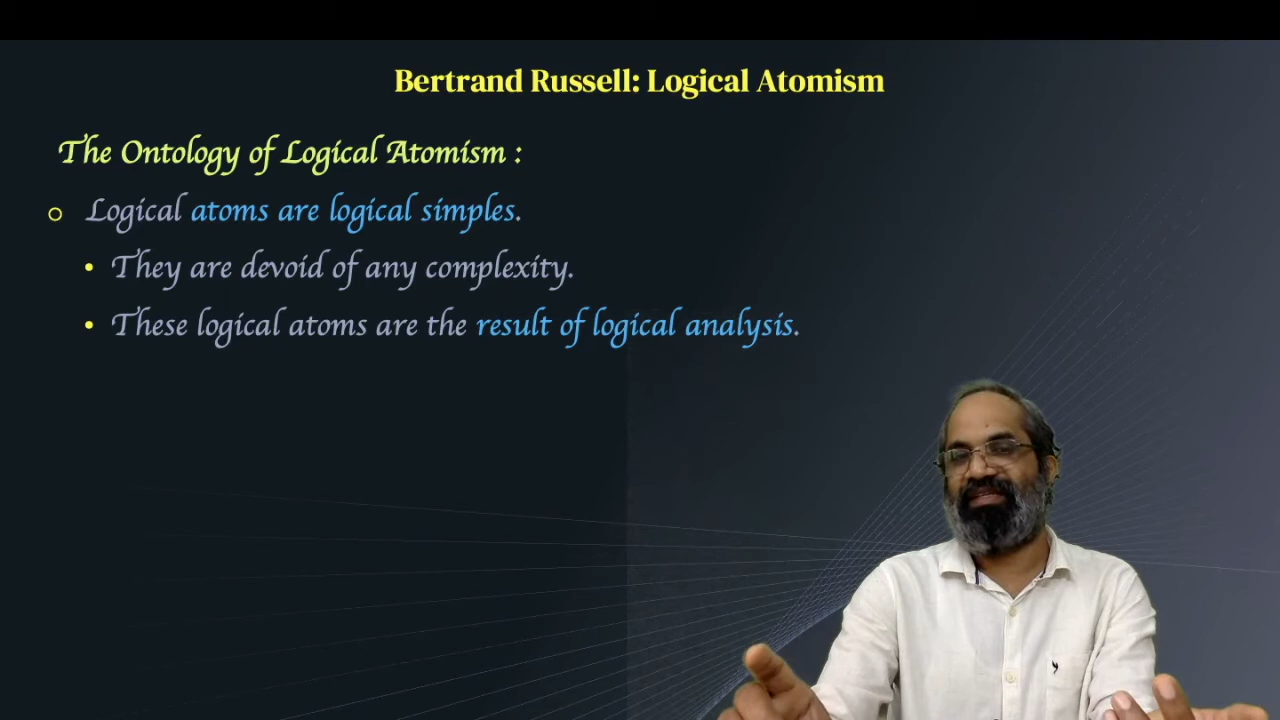 Bertrand Russell: Logical Atomism
The Ontology of Logical Atomism :
Logical atoms are logical simples.
They are devoid of any complexity.
These logical atoms are the result of logical analysis.